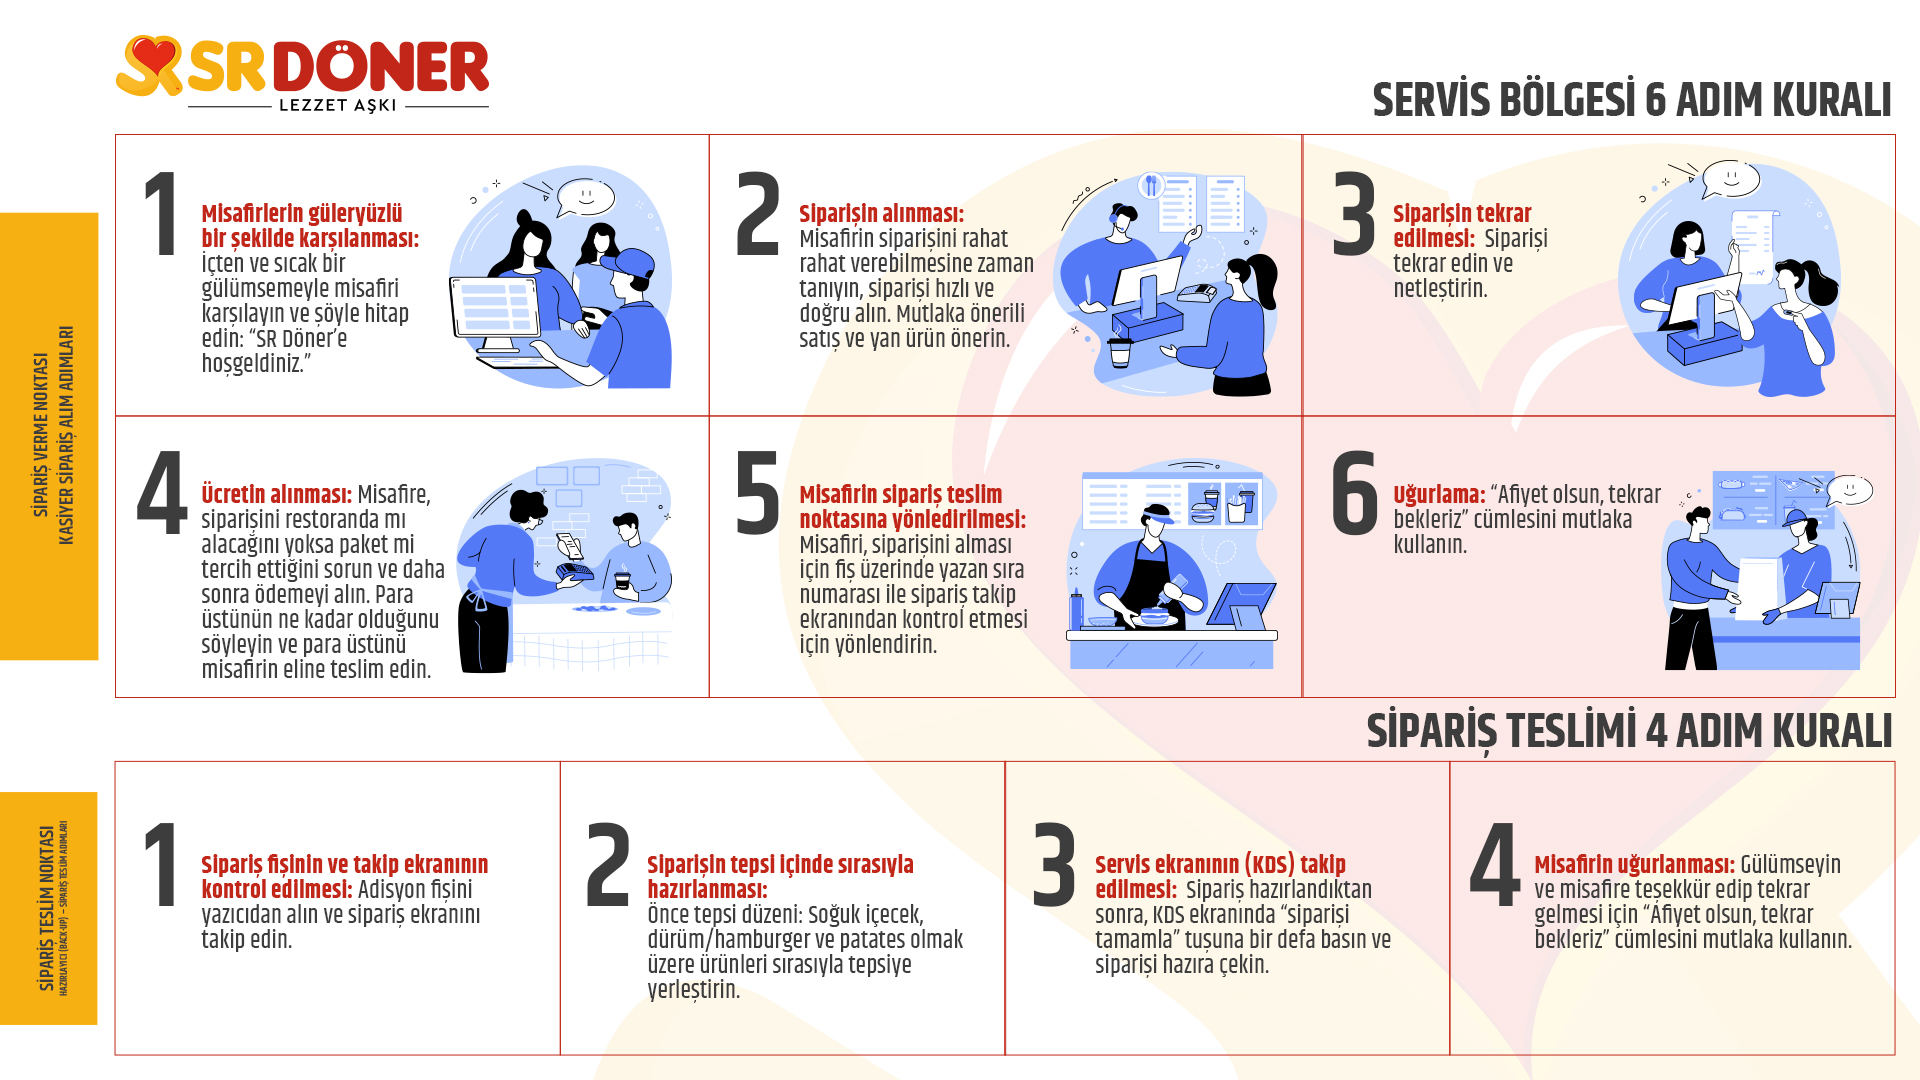 SR DÖNER
LEZZET AŞKI
SERVİS BÖLGESİ 6 ADIM KURALI
SİPARİŞ VERME NOKTASI
KASİYER SİPARİŞ ALIM ADIMLARI
1
Misafirlerin güleryüzlü
bir şekilde karşılanması:
İçten ve sıcak bir
gülümsemeyle misafiri
karşılayın ve şöyle hitap
edin: “SR Döner’e
hoşgeldiniz.”
2
Siparişin alınması:
Misafirin siparişini rahat
rahat verebilmesine zaman
tanıyın, siparişi hızlı ve
doğru alın. Mutlaka önerili
satış ve yan ürün önerin.
3
Siparişin tekrar
edilmesi: Siparişi
tekrar edin ve
netleştirin.
4
Ücretin alınması: Misafire,
siparişini restoranda mı
alacağını yoksa paket mi
tercih ettiğini sorun ve daha
sonra ödemeyi alın. Para
üstünün ne kadar olduğunu
söyleyin ve para üstünü
misafirin eline teslim edin.
5
Misafirin sipariş teslim
noktasına yönledirilmesi:
Misafiri, siparişini alması
için fiş üzerinde yazan sıra
numarası ile sipariş takip
ekranından kontrol etmesi
için yönlendirin.
6
Uğurlama: “Afiyet olsun, tekrar
bekleriz” cümlesini mutlaka
kullanın.
SİPARİŞ TESLİMİ 4 ADIM KURALI
SİPARİŞ TESLİM NOKTASI
HAZIRLAYICI (BACK-UP) – SİPARİŞ TESLİM ADIMLARI
1
Sipariş fişinin ve takip ekranının
kontrol edilmesi: Adisyon fişini
yazıcıdan alın ve sipariş ekranını
takip edin.
2
Siparişin tepsi içinde sırasıyla
hazırlanması:
Önce tepsi düzeni: Soğuk içecek,
dürüm/hamburger ve patates olmak
üzere ürünleri sırasıyla tepsiye
yerleştirin.
3
Servis ekranının (KDS) takip
edilmesi: Sipariş hazırlandıktan
sonra, KDS ekranında “siparişi
tamamla” tuşuna bir defa basın ve
siparişi hazıra çekin.
4
Misafirin uğurlanması: Gülümseyin
ve misafire teşekkür edip tekrar
gelmesi için “Afiyet olsun, tekrar
bekleriz” cümlesini mutlaka kullanın.